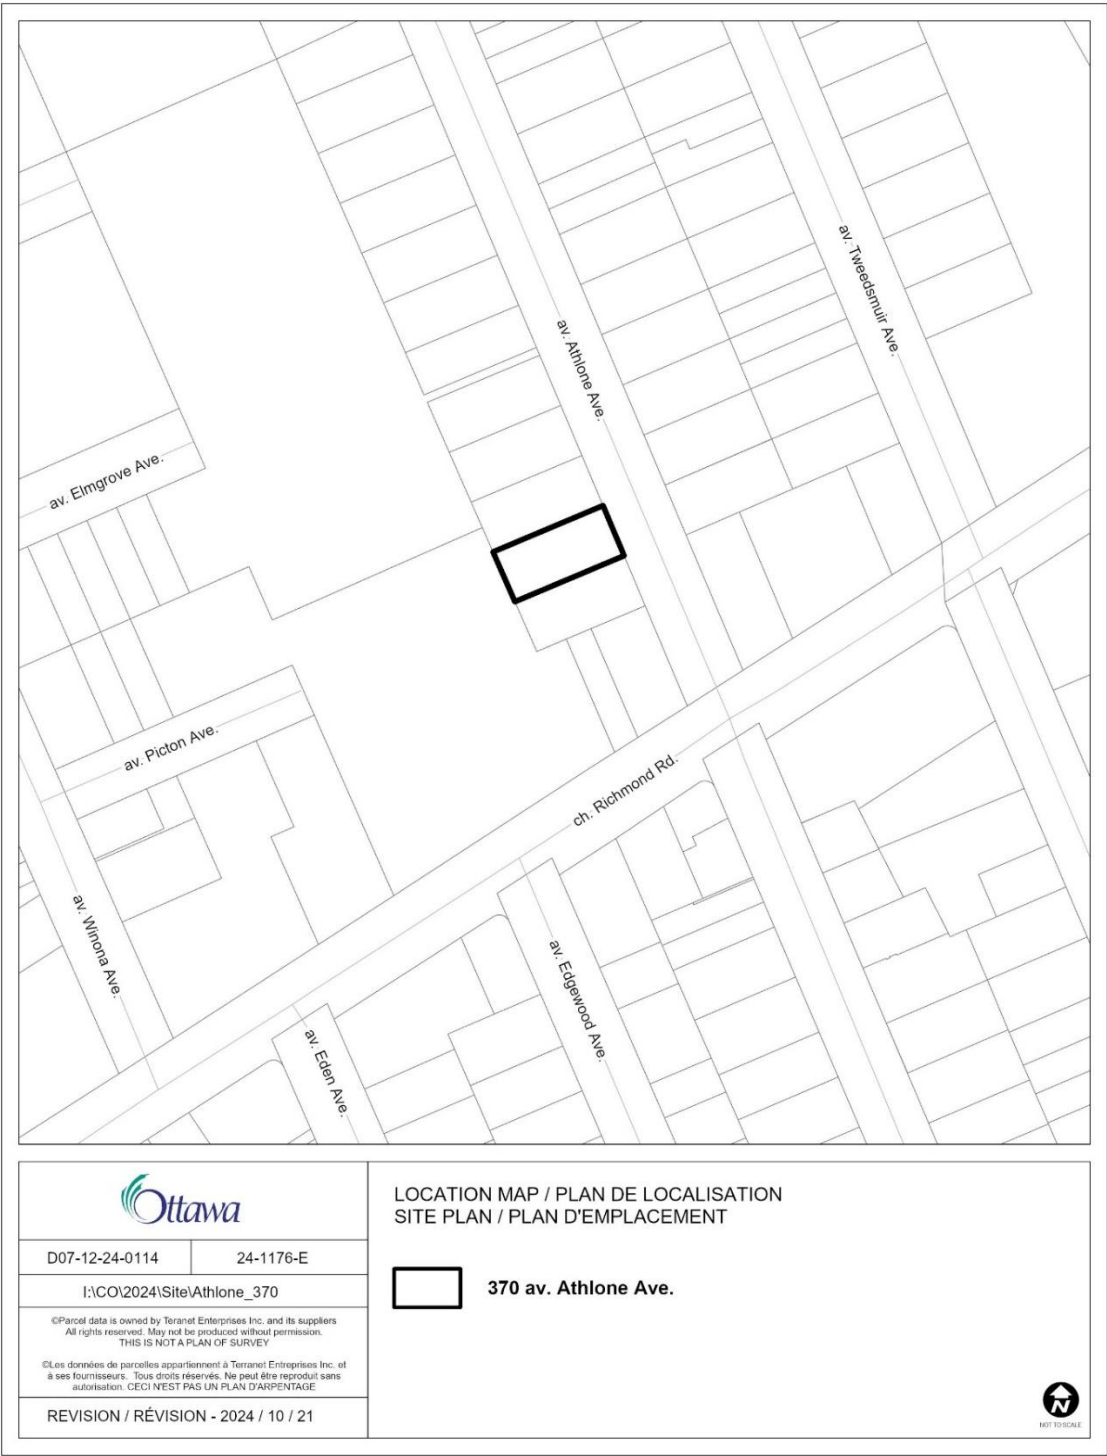 av. Tweedsmuir Ave.
av. Athlone Ave.
av. Elmgrove Ave.
av. Picton Ave.
ch. Richmond Rd.
av. Winona Ave.
av. Edgewood Ave.
av. Eden Ave.
Ottawa
D07-12-24-0114
24-1176-E
I:\CO\2024\Site\Athlone_370
©Parcel data is owned by Teranet Enterprises Inc. and its suppliers
All rights reserved. May not be produced without permission.
THIS IS NOT A PLAN OF SURVEY
©Les données de parcelles appartiennent à Terranet Entreprises Inc. et
à ses fournisseurs. Tous droits réservés. Ne peut être reproduit sans
autorisation. CECI N'EST PAS UN PLAN D'ARPENTAGE
REVISION / RÉVISION - 2024 / 10 / 21
LOCATION MAP / PLAN DE LOCALISATION
SITE PLAN / PLAN D'EMPLACEMENT
370 av. Athlone Ave.
N
NOT TO SCALE